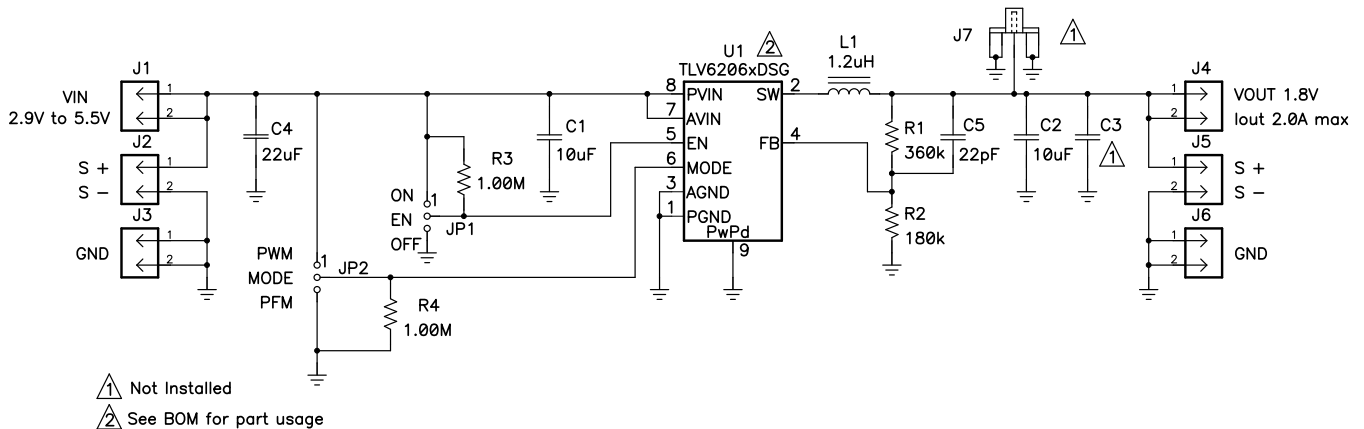 J7
1
U1
2
TLV6206xDSG
L1
1.2uH
J1
VIN
2.9V to 5.5V
1
2
J2
S +
S -
1
2
J3
GND
1
2
C4
22uF
R3
1.00M
ON
EN
OFF
1
JP1
PWM
MODE
PFM
1
JP2
R4
1.00M
C1
10uF
8
7
5
6
3
1
PVIN
AVIN
EN
MODE
AGND
PGND
PwPd
9
SW
FB
2
4
R1
360k
C5
22pF
R2
180k
C2
10uF
C3
1
J4
1
2
VOUT 1.8V
Iout 2.0A max
J5
1
2
S +
S -
J6
1
2
GND
1 Not Installed
2 See BOM for part usage